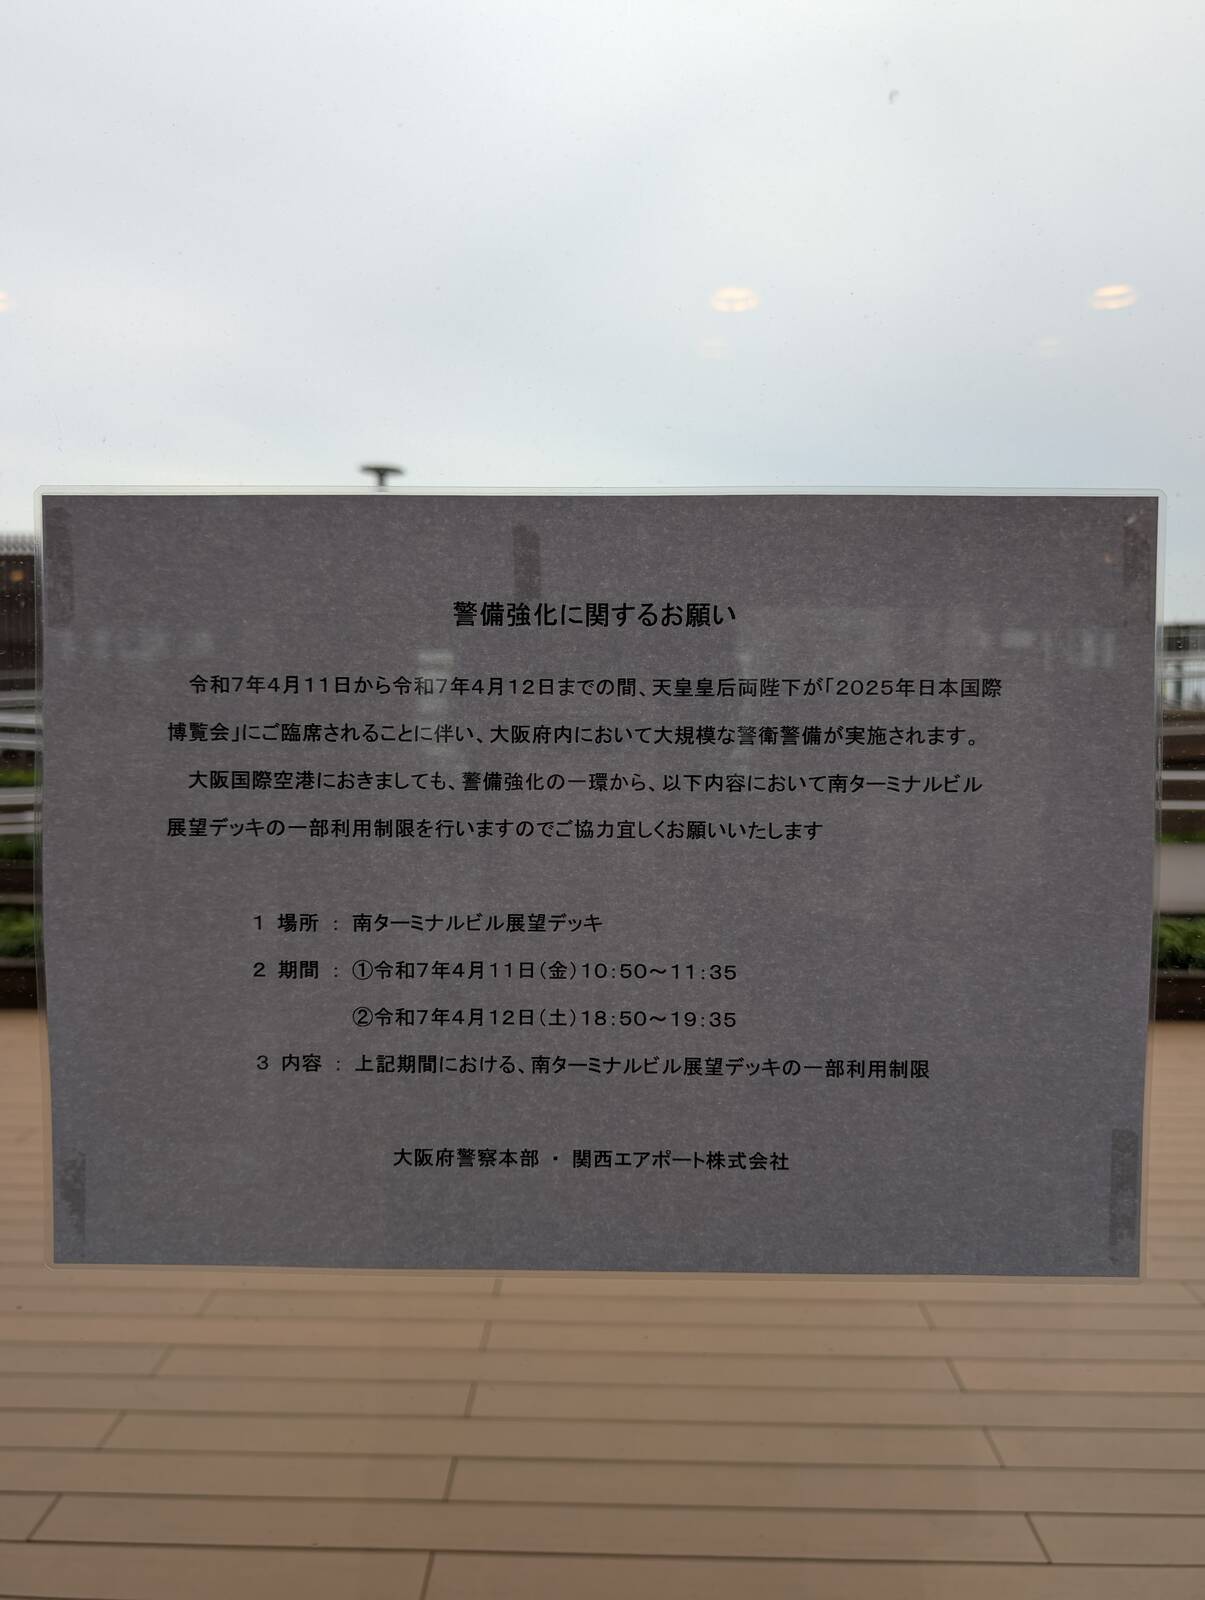 警備強化に関するお願い
令和7年4月11日から令和7年4月12日までの間、天皇皇后両陛下が「2025年日本国際
博覧会」にご臨席されることに伴い、大阪府内において大規模な警衛警備が実施されます。
大阪国際空港におきましても、警備強化の一環から、以下内容において南ターミナルビル
展望デッキの一部利用制限を行いますのでご協力宜しくお願いいたします
1 場所 : 南ターミナルビル展望デッキ
2 期間 : ①令和7年4月11日(金)10:50～11:35
②令和7年4月12日(土)18:50～19:35
3 内容 : 上記期間における、南ターミナルビル展望デッキの一部利用制限
大阪府警察本部 ・ 関西エアポート株式会社